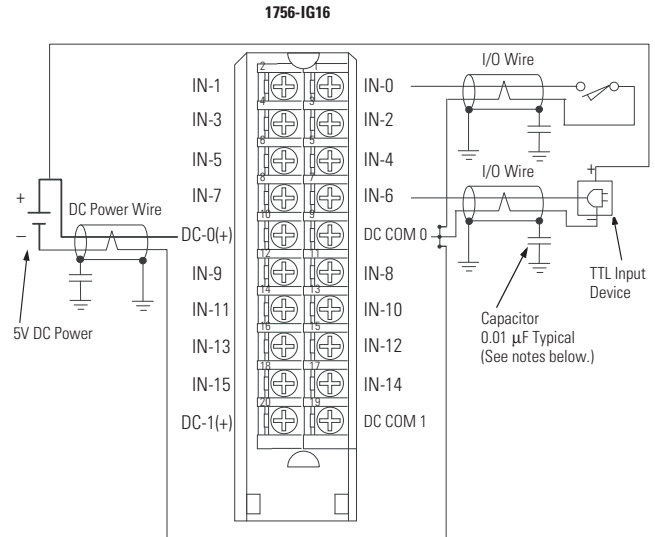 1756-IG16
I/O Wire
2 1
IN-1 IN-0
4 3
IN-3 IN-2
6 5
IN-5 IN-4
I/O Wire
8 7
IN-7 IN-6
+
+
DC Power Wire
10 9
DC-0(+) DC COM 0
–
–
12 11
IN-9 IN-8
TTL Input
Device
14 13
IN-11 IN-10
5V DC Power
Capacitor
0.01 µF Typical
(See notes below.)
16 15
IN-13 IN-12
18 17
IN-15 IN-14
20 19
DC-1(+) DC COM 1